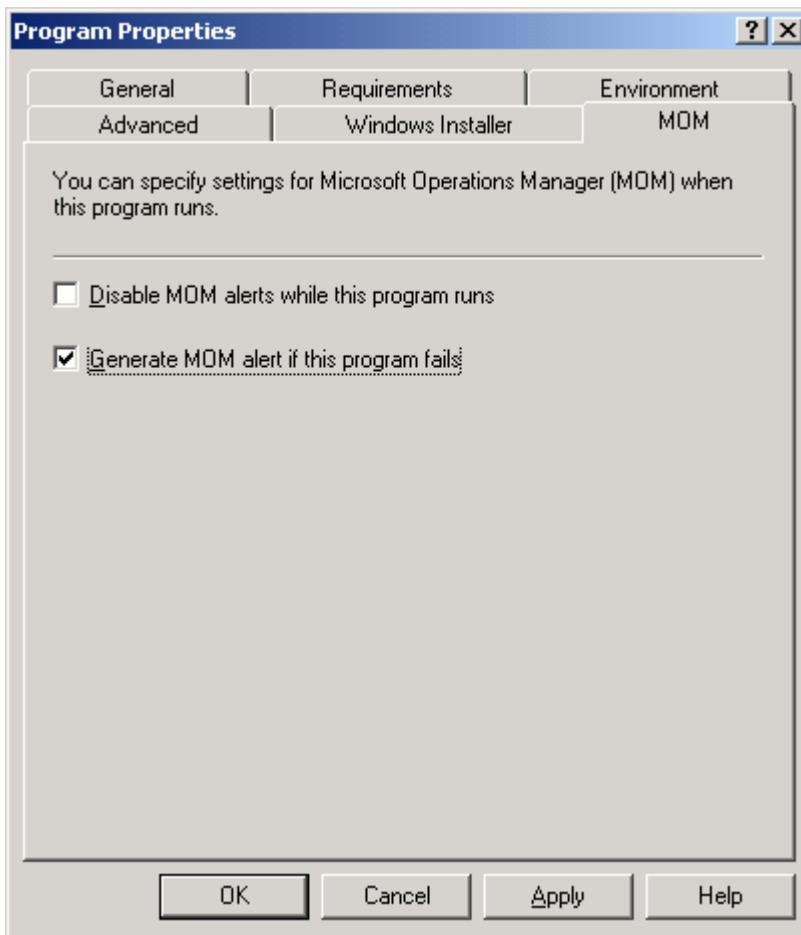 Program Properties
General Requirements Environment
Advanced Windows Installer MOM
You can specify settings for Microsoft Operations Manager (MOM) when
this program runs.
Disable MOM alerts while this program runs
Generate MOM alert if this program fails
OK Cancel Apply Help